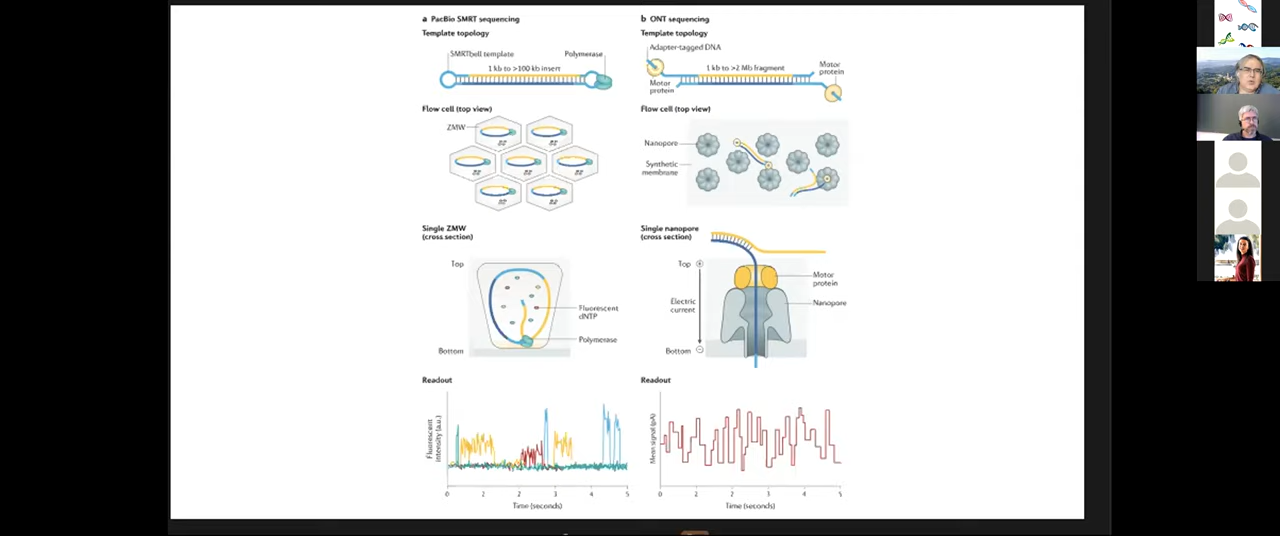 a PacBio SMRT sequencing
Template topology
SMRTbell template
Polymerase
1 kb to >100 kb insert
Flow cell (top view)
ZMW
Single ZMW
(cross section)
Top
Fluorescent
dNTP
Polymerase
Bottom
Readout
Fluorescent
intensity (a.u.)
0 2 2 3 4 5
Time (seconds)
b ONT sequencing
Template topology
Adapter-tagged DNA
1 kb to >2 Mb fragment
Motor
protein
Motor
protein
Flow cell (top view)
Nanopore
Synthetic
membrane
Single nanopore
(cross section)
Top +
Motor
protein
Electric
current
Nanopore
Bottom −
Readout
Mean signal (pA)
0 1 2 3 4 5
Time (seconds)